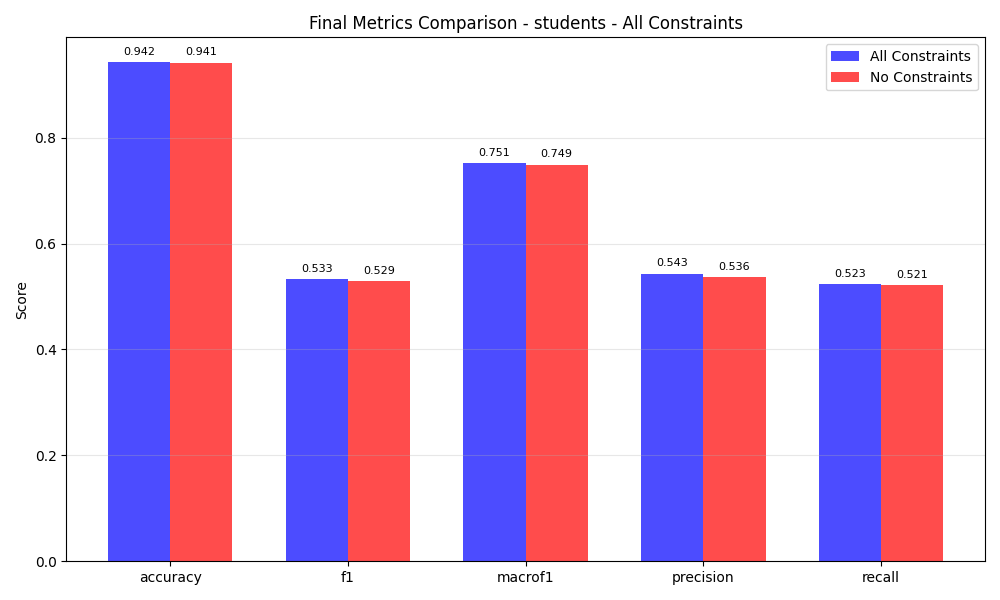 Final Metrics Comparison - students - All Constraints
All Constraints
No Constraints
0.942
0.941
0.533
0.529
0.751
0.749
0.543
0.536
0.523
0.521
Score
0.8
0.6
0.4
0.2
0.0
accuracy
f1
macrof1
precision
recall